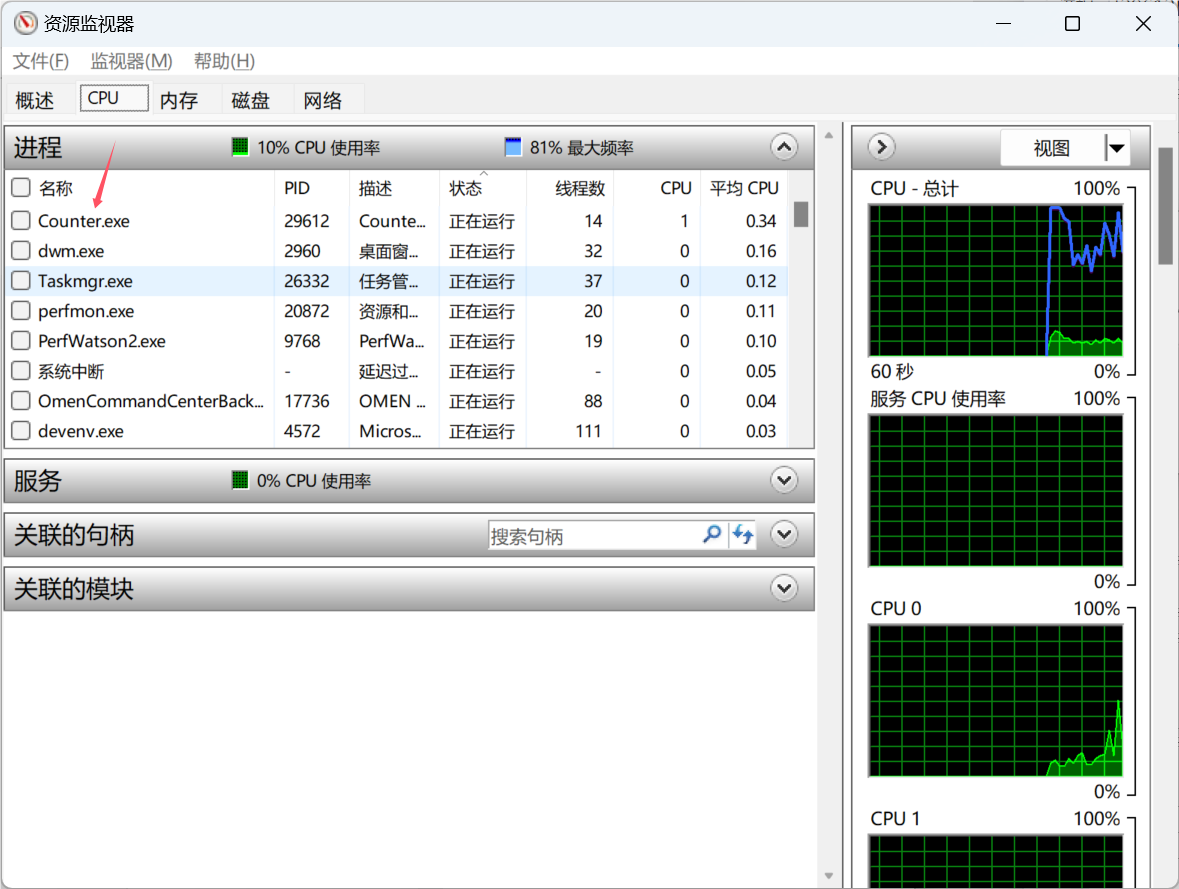 资源监视器
文件(F) 监视器(M) 帮助(H)
概述 CPU 内存 磁盘 网络
进程 10% CPU 使用率 81% 最大频率
名称 PID 描述 状态 线程数 CPU 平均 CPU
Counter.exe 29612 Counte... 正在运行 14 1 0.34
dwm.exe 2960 桌面窗... 正在运行 32 0 0.16
Taskmgr.exe 26332 任务管... 正在运行 37 0 0.12
perfmon.exe 20872 资源和... 正在运行 20 0 0.11
PerfWatson2.exe 9768 PerfWa... 正在运行 19 0 0.10
系统中断 - 延迟过... 正在运行 - 0 0.05
OmenCommandCenterBack... 17736 OMEN ... 正在运行 88 0 0.04
devenv.exe 4572 Micros... 正在运行 111 0 0.03
服务 0% CPU 使用率
关联的句柄 搜索句柄
关联的模块
视图
CPU - 总计 100%
60 秒 0%
服务 CPU 使用率 100%
0%
CPU 0 100%
0%
CPU 1 100%